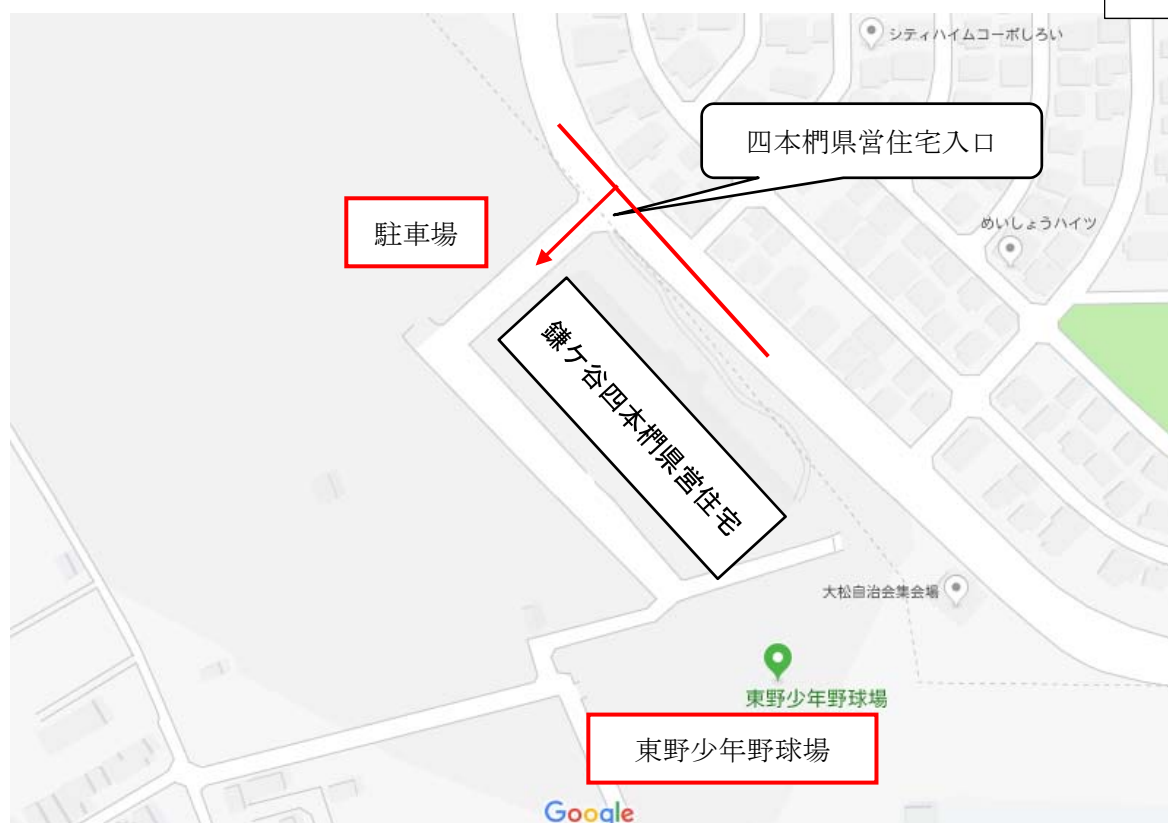 シティハイムコーポしろい
四本椚県営住宅入口
駐車場
めいしょうハイツ
鎌ケ谷四本椚県営住宅
大松自治会集会場
東野少年野球場
東野少年野球場
Google